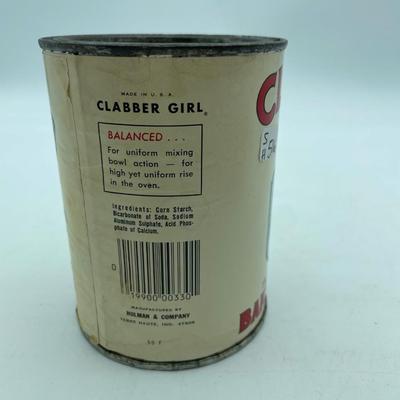 MADE IN U. S. A.
CLABBER GIRL®
BALANCED . . .
For uniform mixing
bowl action — for
high yet uniform rise
in the oven.
Ingredients: Corn Starch,
Bicarbonate of Soda, Sodium
Aluminum Sulphate, Acid Phos-
phate of Calcium.
0
19900 00330
MANUFACTURED BY
HULMAN & COMPANY
TERRE HAUTE, IND. 47808
C
BA